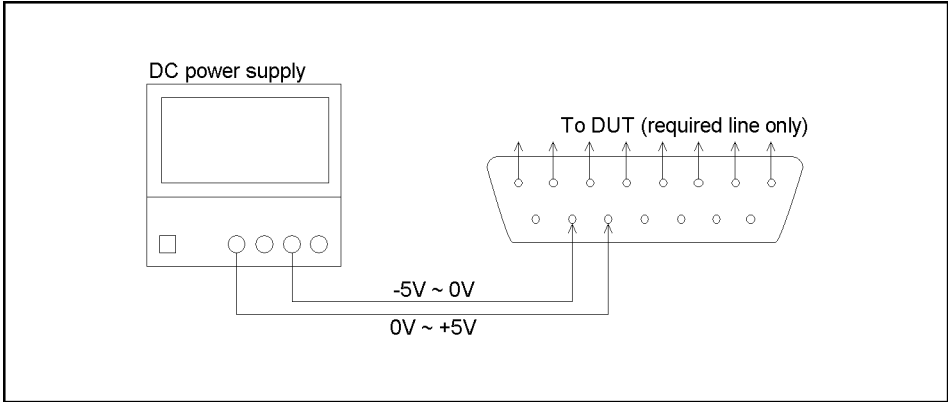 DC power supply
To DUT (required line only)
-5V ~ 0V
0V ~ +5V